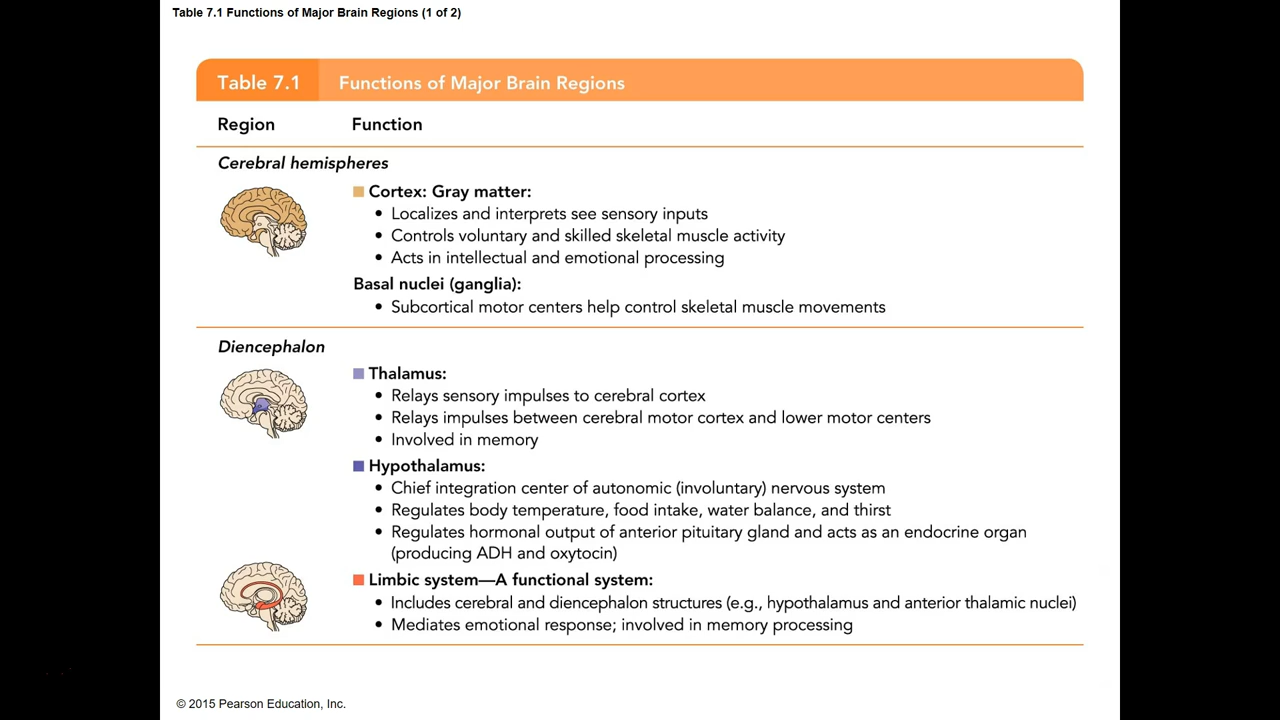 Table 7.1 Functions of Major Brain Regions (1 of 2)
Table 7.1 Functions of Major Brain Regions
Region Function
Cerebral hemispheres
Cortex: Gray matter:
• Localizes and interprets see sensory inputs
• Controls voluntary and skilled skeletal muscle activity
• Acts in intellectual and emotional processing
Basal nuclei (ganglia):
• Subcortical motor centers help control skeletal muscle movements
Diencephalon
Thalamus:
• Relays sensory impulses to cerebral cortex
• Relays impulses between cerebral motor cortex and lower motor centers
• Involved in memory
Hypothalamus:
• Chief integration center of autonomic (involuntary) nervous system
• Regulates body temperature, food intake, water balance, and thirst
• Regulates hormonal output of anterior pituitary gland and acts as an endocrine organ
(producing ADH and oxytocin)
Limbic system—A functional system:
• Includes cerebral and diencephalon structures (e.g., hypothalamus and anterior thalamic nuclei)
• Mediates emotional response; involved in memory processing
© 2015 Pearson Education, Inc.